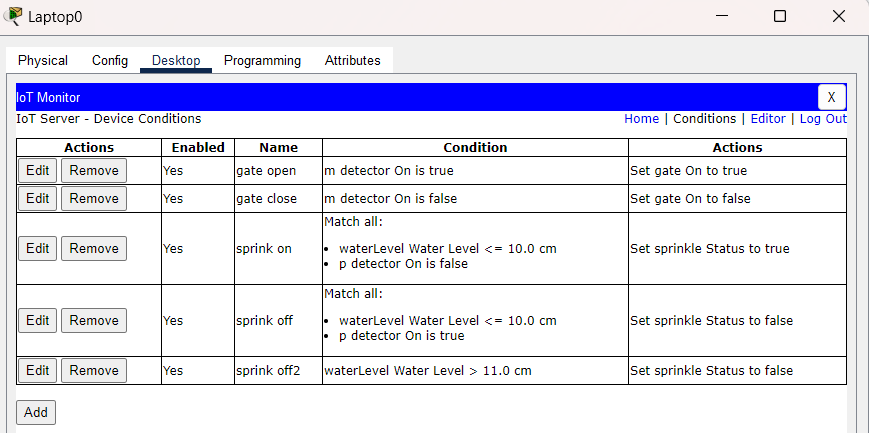 Laptop0
Physical Config Desktop Programming Attributes
IoT Monitor X
IoT Server - Device Conditions Home | Conditions | Editor | Log Out
Actions Enabled Name Condition Actions
Edit Remove Yes gate open m detector On is true Set gate On to true
Edit Remove Yes gate close m detector On is false Set gate On to false
Match all:
Edit Remove Yes sprink on • waterLevel Water Level <= 10.0 cm Set sprinkle Status to true
• p detector On is false
Match all:
Edit Remove Yes sprink off • waterLevel Water Level <= 10.0 cm Set sprinkle Status to false
• p detector On is true
Edit Remove Yes sprink off2 waterLevel Water Level > 11.0 cm Set sprinkle Status to false
Add